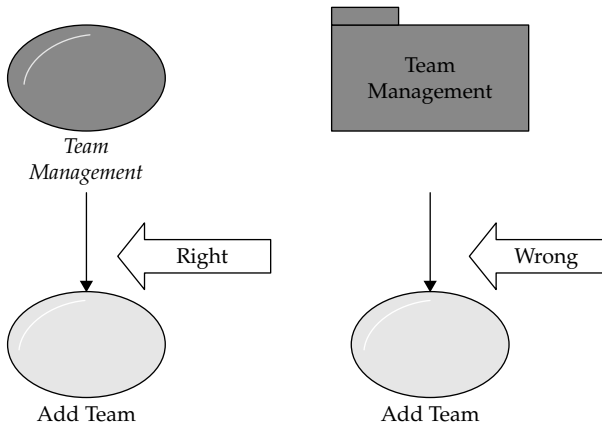 Team
Management
Team
Management
Right
Wrong
Add Team
Add Team